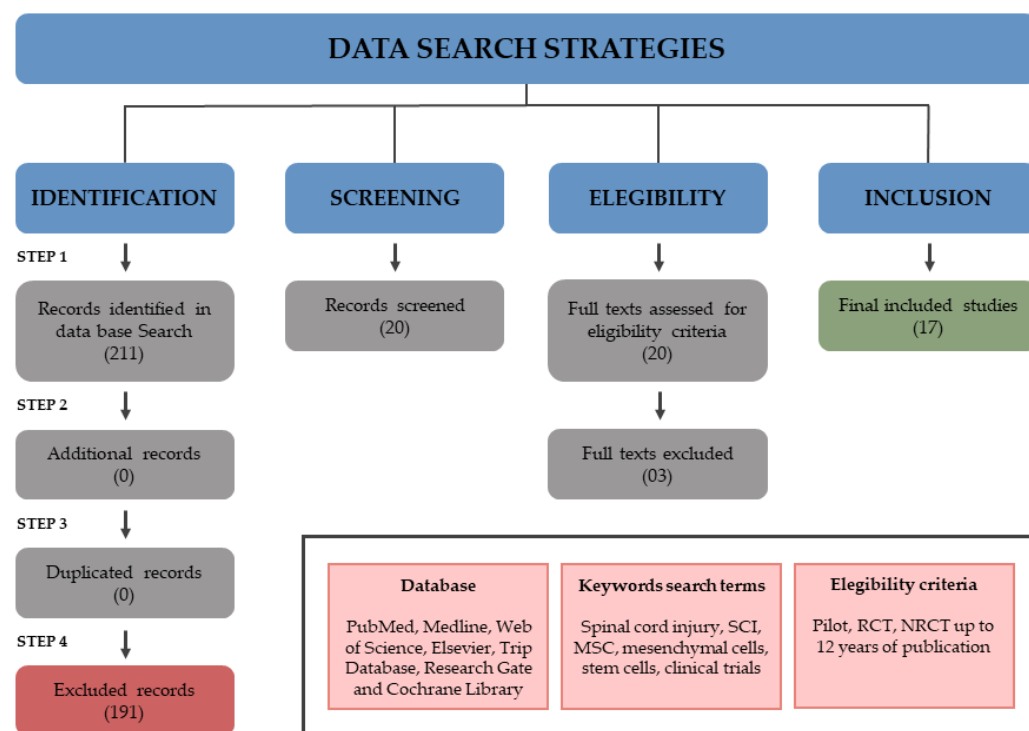 DATA SEARCH STRATEGIES
IDENTIFICATION
STEP 1
Records identified in
data base Search
(211)
STEP 2
Additional records
(0)
STEP 3
Duplicated records
(0)
STEP 4
Excluded records
(191)
SCREENING
Records screened
(20)
ELEGIBILITY
Full texts assessed for
eligibility criteria
(20)
Full texts excluded
(03)
INCLUSION
Final included studies
(17)
Database
PubMed, Medline, Web
of Science, Elsevier, Trip
Database, Research Gate
and Cochrane Library
Keywords search terms
Spinal cord injury, SCI,
MSC, mesenchymal cells,
stem cells, clinical trials
Elegibility criteria
Pilot, RCT, NRCT up to
12 years of publication